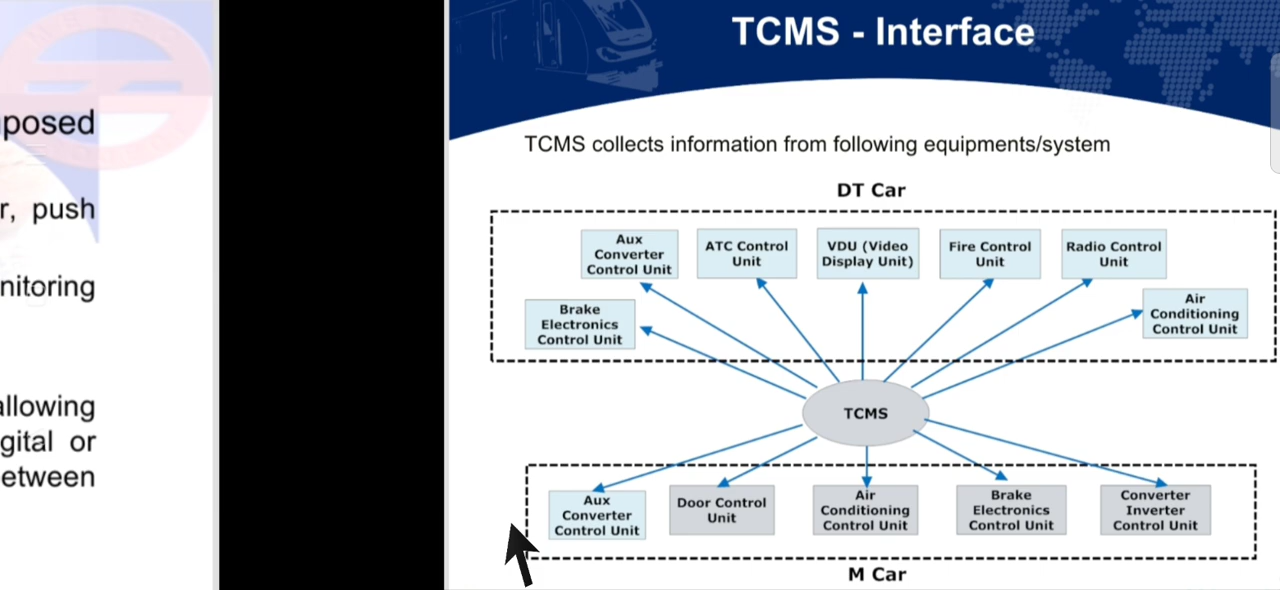 posed
r, push
nitoring
allowing
gital or
etween
TCMS - Interface
TCMS collects information from following equipments/system
DT Car
Aux
Converter
Control Unit
ATC Control
Unit
VDU (Video
Display Unit)
Fire Control
Unit
Radio Control
Unit
Brake
Electronics
Control Unit
Air
Conditioning
Control Unit
TCMS
Aux
Converter
Control Unit
Door Control
Unit
Air
Conditioning
Control Unit
Brake
Electronics
Control Unit
Converter
Inverter
Control Unit
M Car